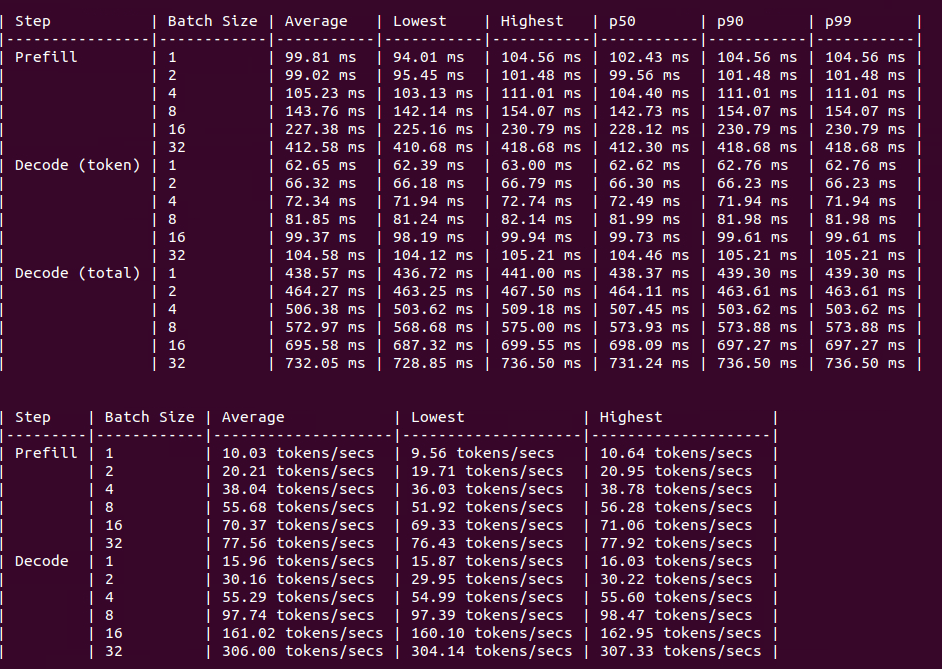 | Step | Batch Size | Average | Lowest | Highest | p50 | p90 | p99 |
|----------------|------------|-----------|-----------|-----------|-----------|-----------|-----------|
| Prefill | 1 | 99.81 ms | 94.01 ms | 104.56 ms | 102.43 ms | 104.56 ms | 104.56 ms |
| | 2 | 99.02 ms | 95.45 ms | 101.48 ms | 99.56 ms | 101.48 ms | 101.48 ms |
| | 4 | 105.23 ms | 103.13 ms | 111.01 ms | 104.40 ms | 111.01 ms | 111.01 ms |
| | 8 | 143.76 ms | 142.14 ms | 154.07 ms | 142.73 ms | 154.07 ms | 154.07 ms |
| | 16 | 227.38 ms | 225.16 ms | 230.79 ms | 228.12 ms | 230.79 ms | 230.79 ms |
| | 32 | 412.58 ms | 410.68 ms | 418.68 ms | 412.30 ms | 418.68 ms | 418.68 ms |
| Decode (token) | 1 | 62.65 ms | 62.39 ms | 63.00 ms | 62.62 ms | 62.76 ms | 62.76 ms |
| | 2 | 66.32 ms | 66.18 ms | 66.79 ms | 66.30 ms | 66.23 ms | 66.23 ms |
| | 4 | 72.34 ms | 71.94 ms | 72.74 ms | 72.49 ms | 71.94 ms | 71.94 ms |
| | 8 | 81.85 ms | 81.24 ms | 82.14 ms | 81.99 ms | 81.98 ms | 81.98 ms |
| | 16 | 99.37 ms | 98.19 ms | 99.94 ms | 99.73 ms | 99.61 ms | 99.61 ms |
| | 32 | 104.58 ms | 104.12 ms | 105.21 ms | 104.46 ms | 105.21 ms | 105.21 ms |
| Decode (total) | 1 | 438.57 ms | 436.72 ms | 441.00 ms | 438.37 ms | 439.30 ms | 439.30 ms |
| | 2 | 464.27 ms | 463.25 ms | 467.50 ms | 464.11 ms | 463.61 ms | 463.61 ms |
| | 4 | 506.38 ms | 503.62 ms | 509.18 ms | 507.45 ms | 503.62 ms | 503.62 ms |
| | 8 | 572.97 ms | 568.68 ms | 575.00 ms | 573.93 ms | 573.88 ms | 573.88 ms |
| | 16 | 695.58 ms | 687.32 ms | 699.55 ms | 698.09 ms | 697.27 ms | 697.27 ms |
| | 32 | 732.05 ms | 728.85 ms | 736.50 ms | 731.24 ms | 736.50 ms | 736.50 ms |
| Step | Batch Size | Average | Lowest | Highest |
|---------|------------|--------------------|--------------------|--------------------|
| Prefill | 1 | 10.03 tokens/secs | 9.56 tokens/secs | 10.64 tokens/secs |
| | 2 | 20.21 tokens/secs | 19.71 tokens/secs | 20.95 tokens/secs |
| | 4 | 38.04 tokens/secs | 36.03 tokens/secs | 38.78 tokens/secs |
| | 8 | 55.68 tokens/secs | 51.92 tokens/secs | 56.28 tokens/secs |
| | 16 | 70.37 tokens/secs | 69.33 tokens/secs | 71.06 tokens/secs |
| | 32 | 77.56 tokens/secs | 76.43 tokens/secs | 77.92 tokens/secs |
| Decode | 1 | 15.96 tokens/secs | 15.87 tokens/secs | 16.03 tokens/secs |
| | 2 | 30.16 tokens/secs | 29.95 tokens/secs | 30.22 tokens/secs |
| | 4 | 55.29 tokens/secs | 54.99 tokens/secs | 55.60 tokens/secs |
| | 8 | 97.74 tokens/secs | 97.39 tokens/secs | 98.47 tokens/secs |
| | 16 | 161.02 tokens/secs | 160.10 tokens/secs | 162.95 tokens/secs |
| | 32 | 306.00 tokens/secs | 304.14 tokens/secs | 307.33 tokens/secs |